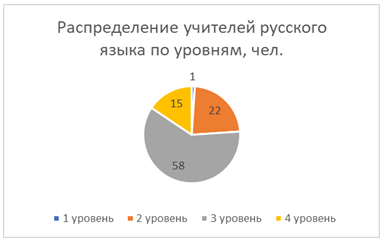 Распределение учителей русского
языка по уровням, чел.
1
15
22
58
1 уровень 2 уровень 3 уровень 4 уровень